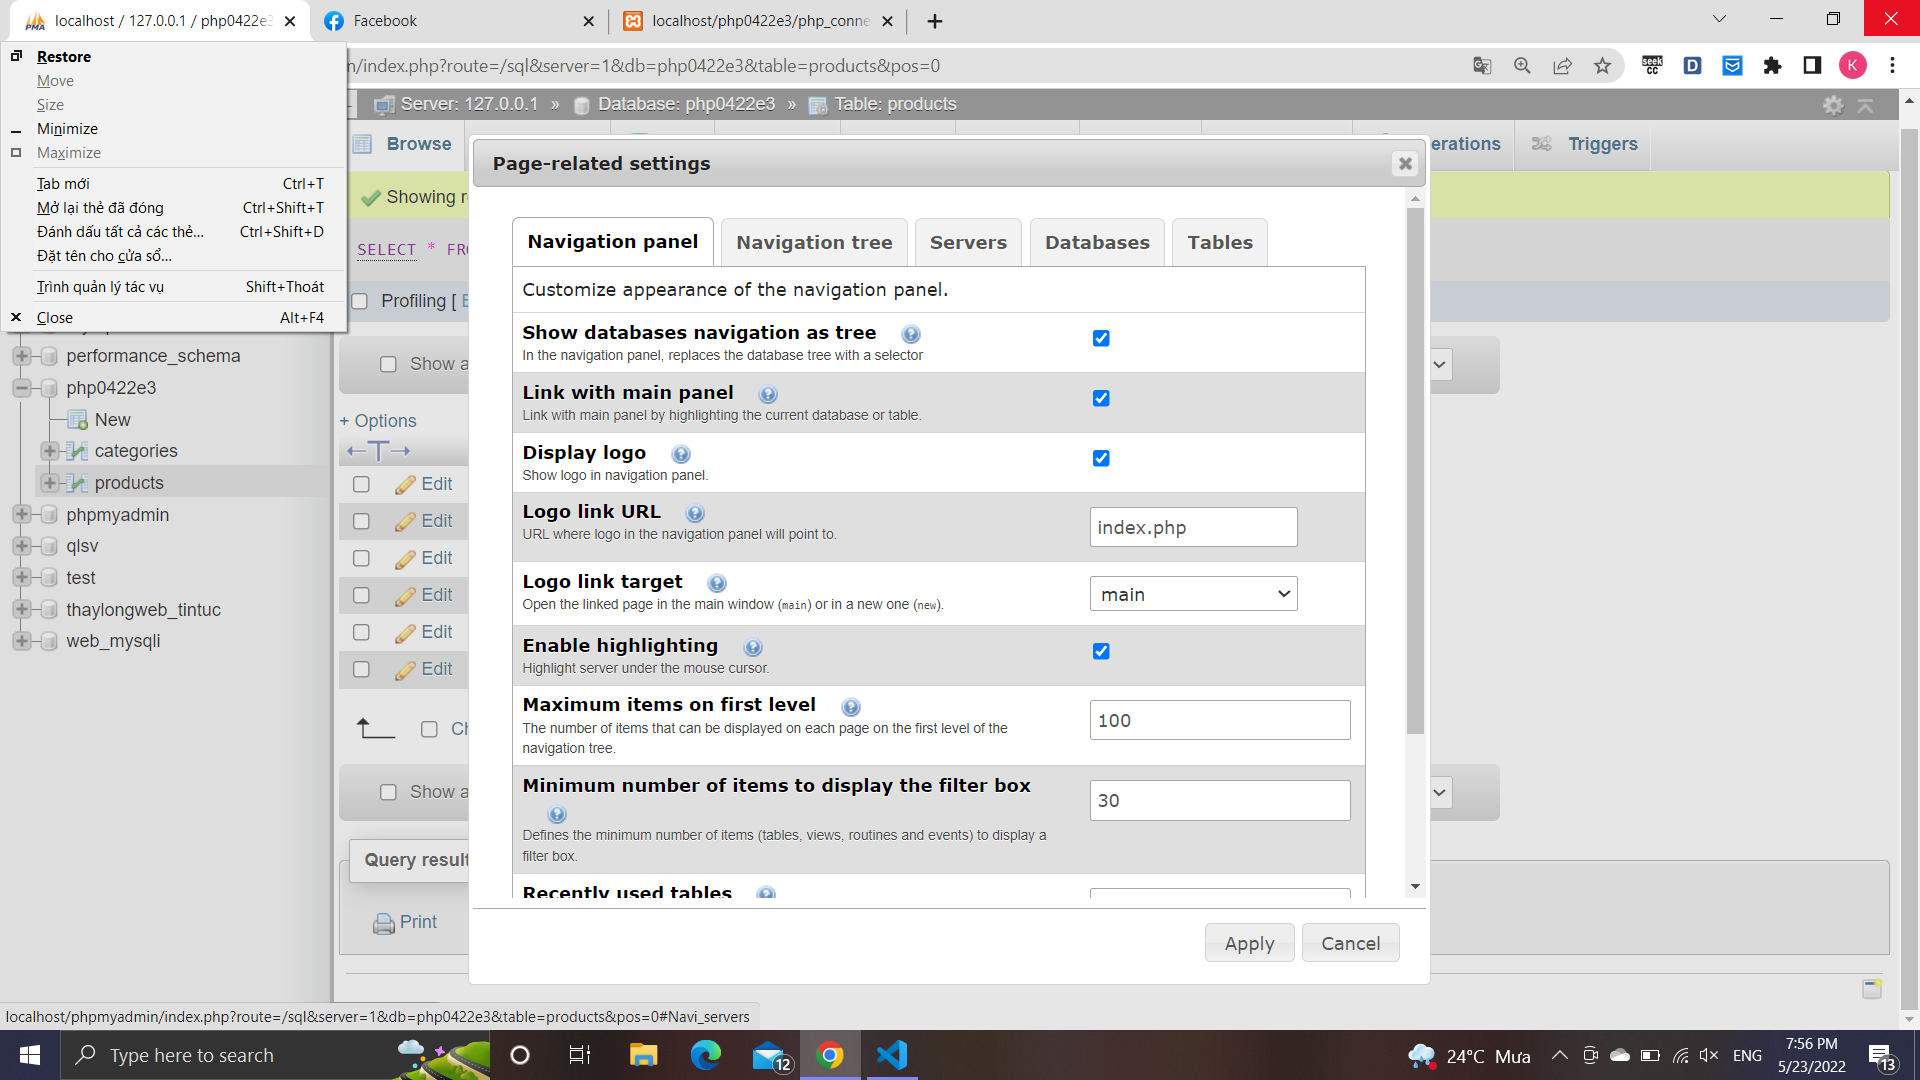 localhost / 127.0.0.1 / php0422e3
Facebook
localhost/php0422e3/php_conne
n/index.php?route=/sql&server=1&db=php0422e3&table=products&pos=0
seek
CC
D
K
Restore
Move
Size
Minimize
Maximize
Tab mới Ctrl+T
Mở lại thẻ đã đóng Ctrl+Shift+T
Đánh dấu tất cả các thẻ... Ctrl+Shift+D
Đặt tên cho cửa sổ...
Trình quản lý tác vụ Shift+Thoát
Close Alt+F4
Server: 127.0.0.1 » Database: php0422e3 » Table: products
Browse
erations
Triggers
Showing r
SELECT * FR
Profiling [ E
Show a
+ Options
Edit
Edit
Edit
Edit
Edit
Edit
Ch
Show a
Query result
Print
performance_schema
php0422e3
New
categories
products
phpmyadmin
qlsv
test
thaylongweb_tintuc
web_mysqli
Page-related settings
Navigation panel
Navigation tree
Servers
Databases
Tables
Customize appearance of the navigation panel.
Show databases navigation as tree
In the navigation panel, replaces the database tree with a selector
Link with main panel
Link with main panel by highlighting the current database or table.
Display logo
Show logo in navigation panel.
Logo link URL
URL where logo in the navigation panel will point to.
index.php
Logo link target
Open the linked page in the main window (main) or in a new one (new).
main
Enable highlighting
Highlight server under the mouse cursor.
Maximum items on first level
The number of items that can be displayed on each page on the first level of the
navigation tree.
100
Minimum number of items to display the filter box
Defines the minimum number of items (tables, views, routines and events) to display a
filter box.
30
Recently used tables
Apply
Cancel
localhost/phpmyadmin/index.php?route=/sql&server=1&db=php0422e3&table=products&pos=0#Navi_servers
Type here to search
12
24°C Mưa
ENG
7:56 PM
5/23/2022
13